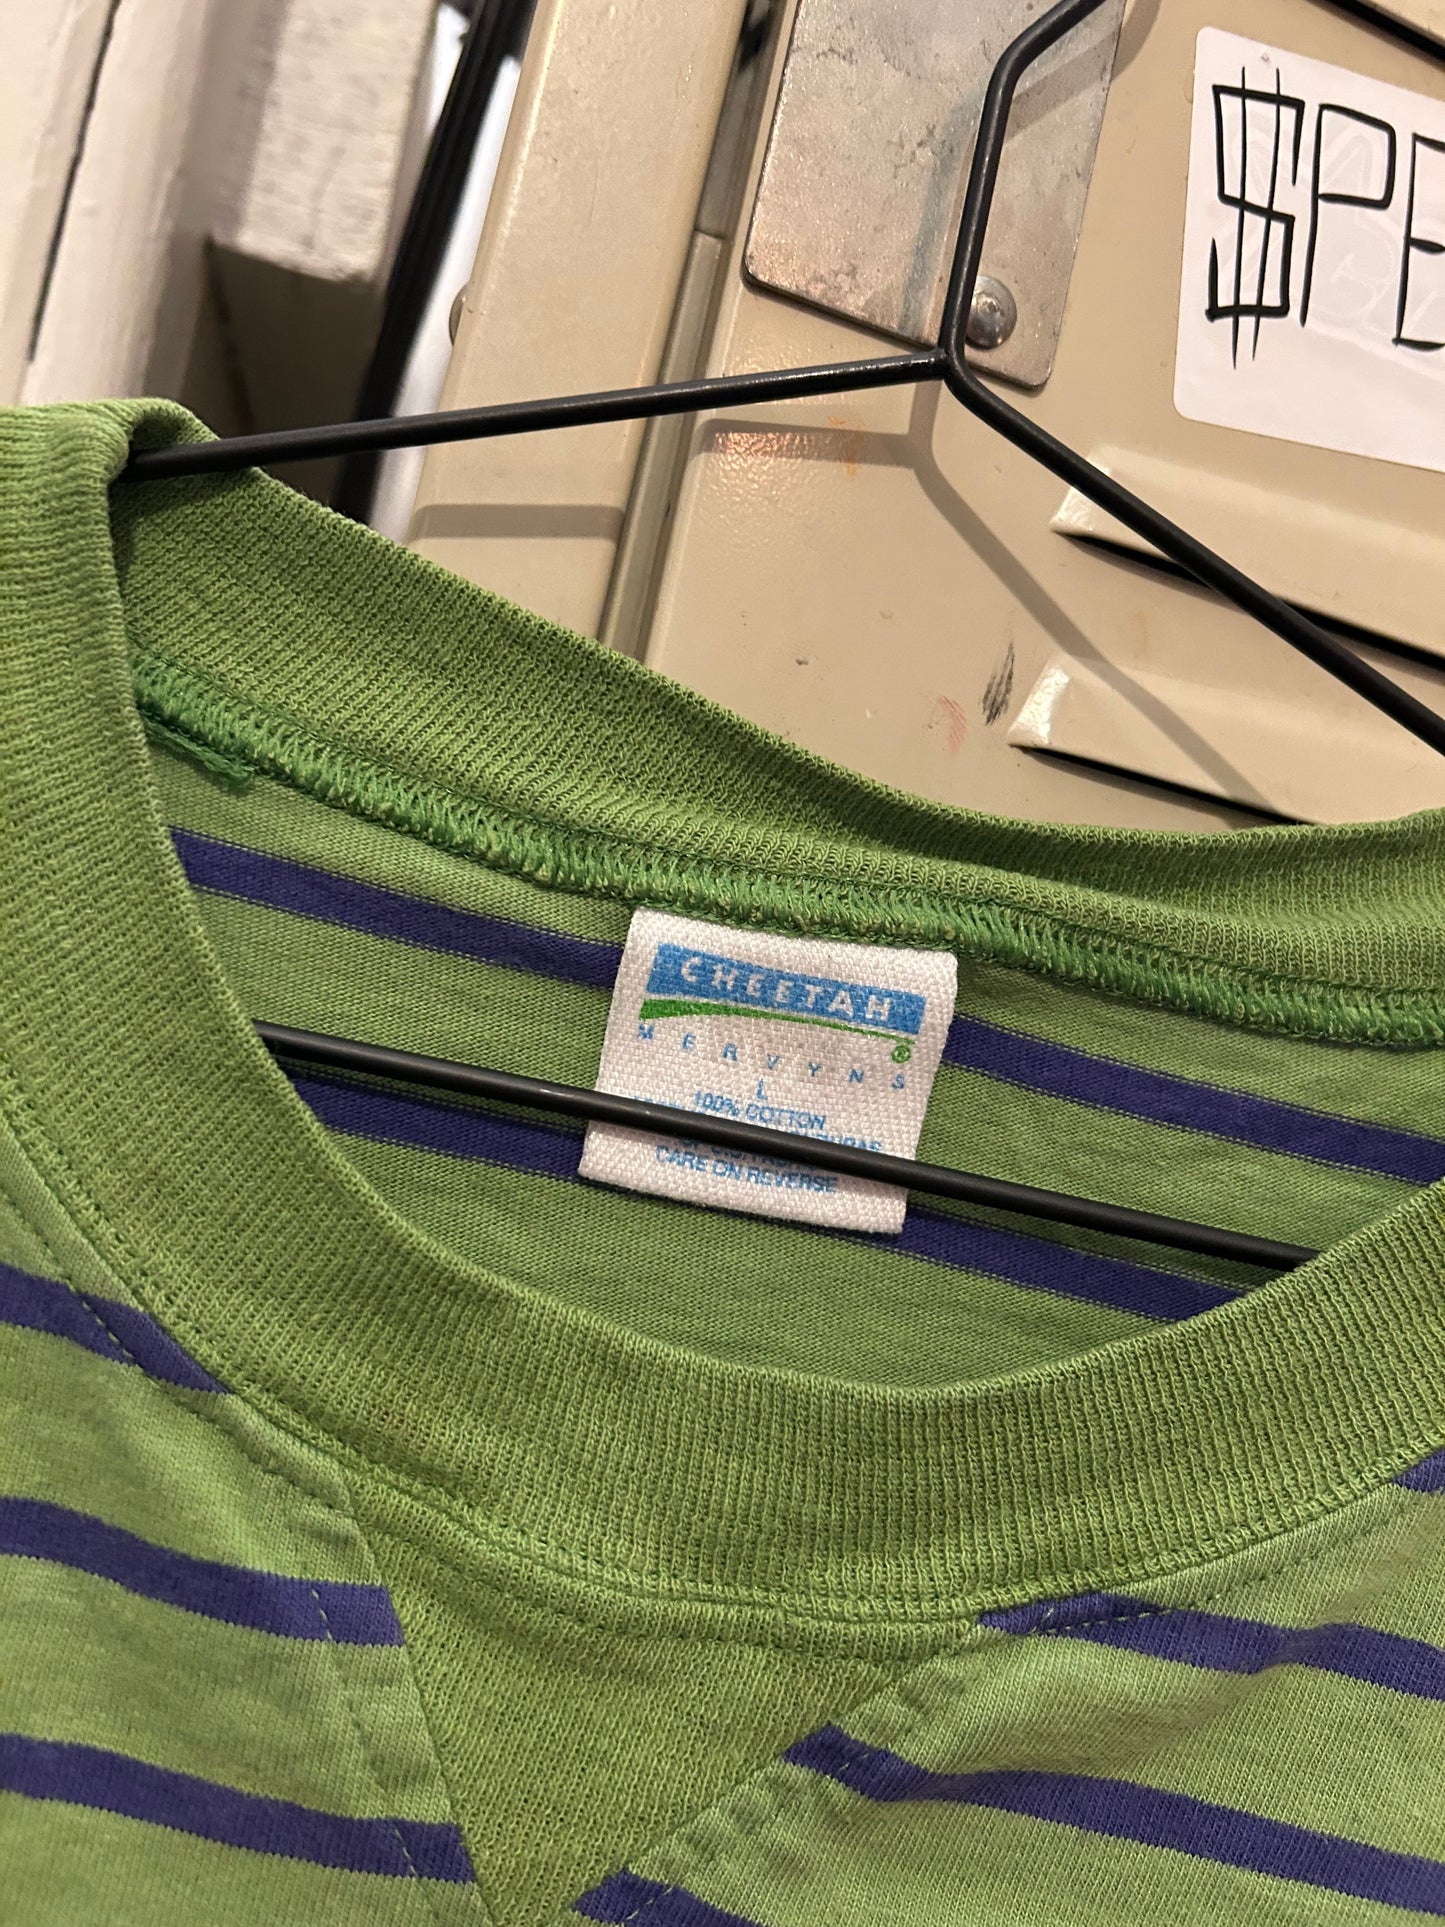 $PE
CHEETAH
®
MERVYNS
L
100% COTTON
CARE ON REVERSE